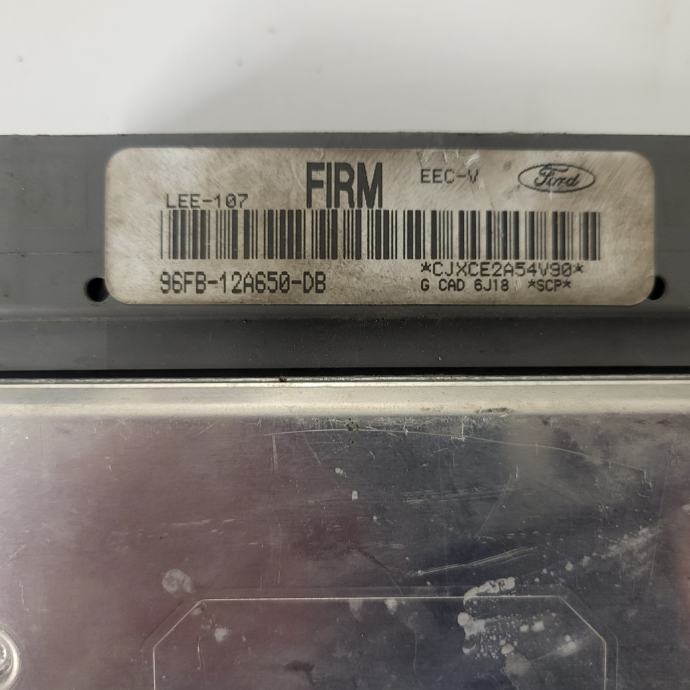 LEE-107 FIRM EEC-V Ford
96FB-12A650-DB *CJXCE2A54V90*
G CAD 6J18 *SCP*